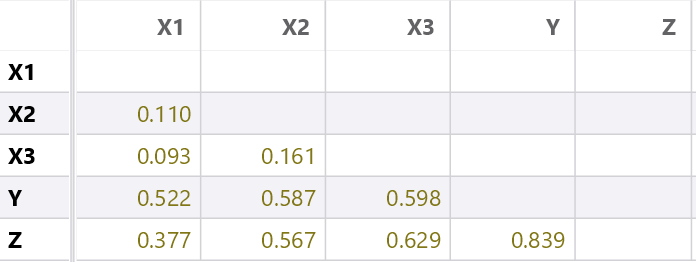 X1 X2 X3 Y Z
X1
X2 0.110
X3 0.093 0.161
Y 0.522 0.587 0.598
Z 0.377 0.567 0.629 0.839